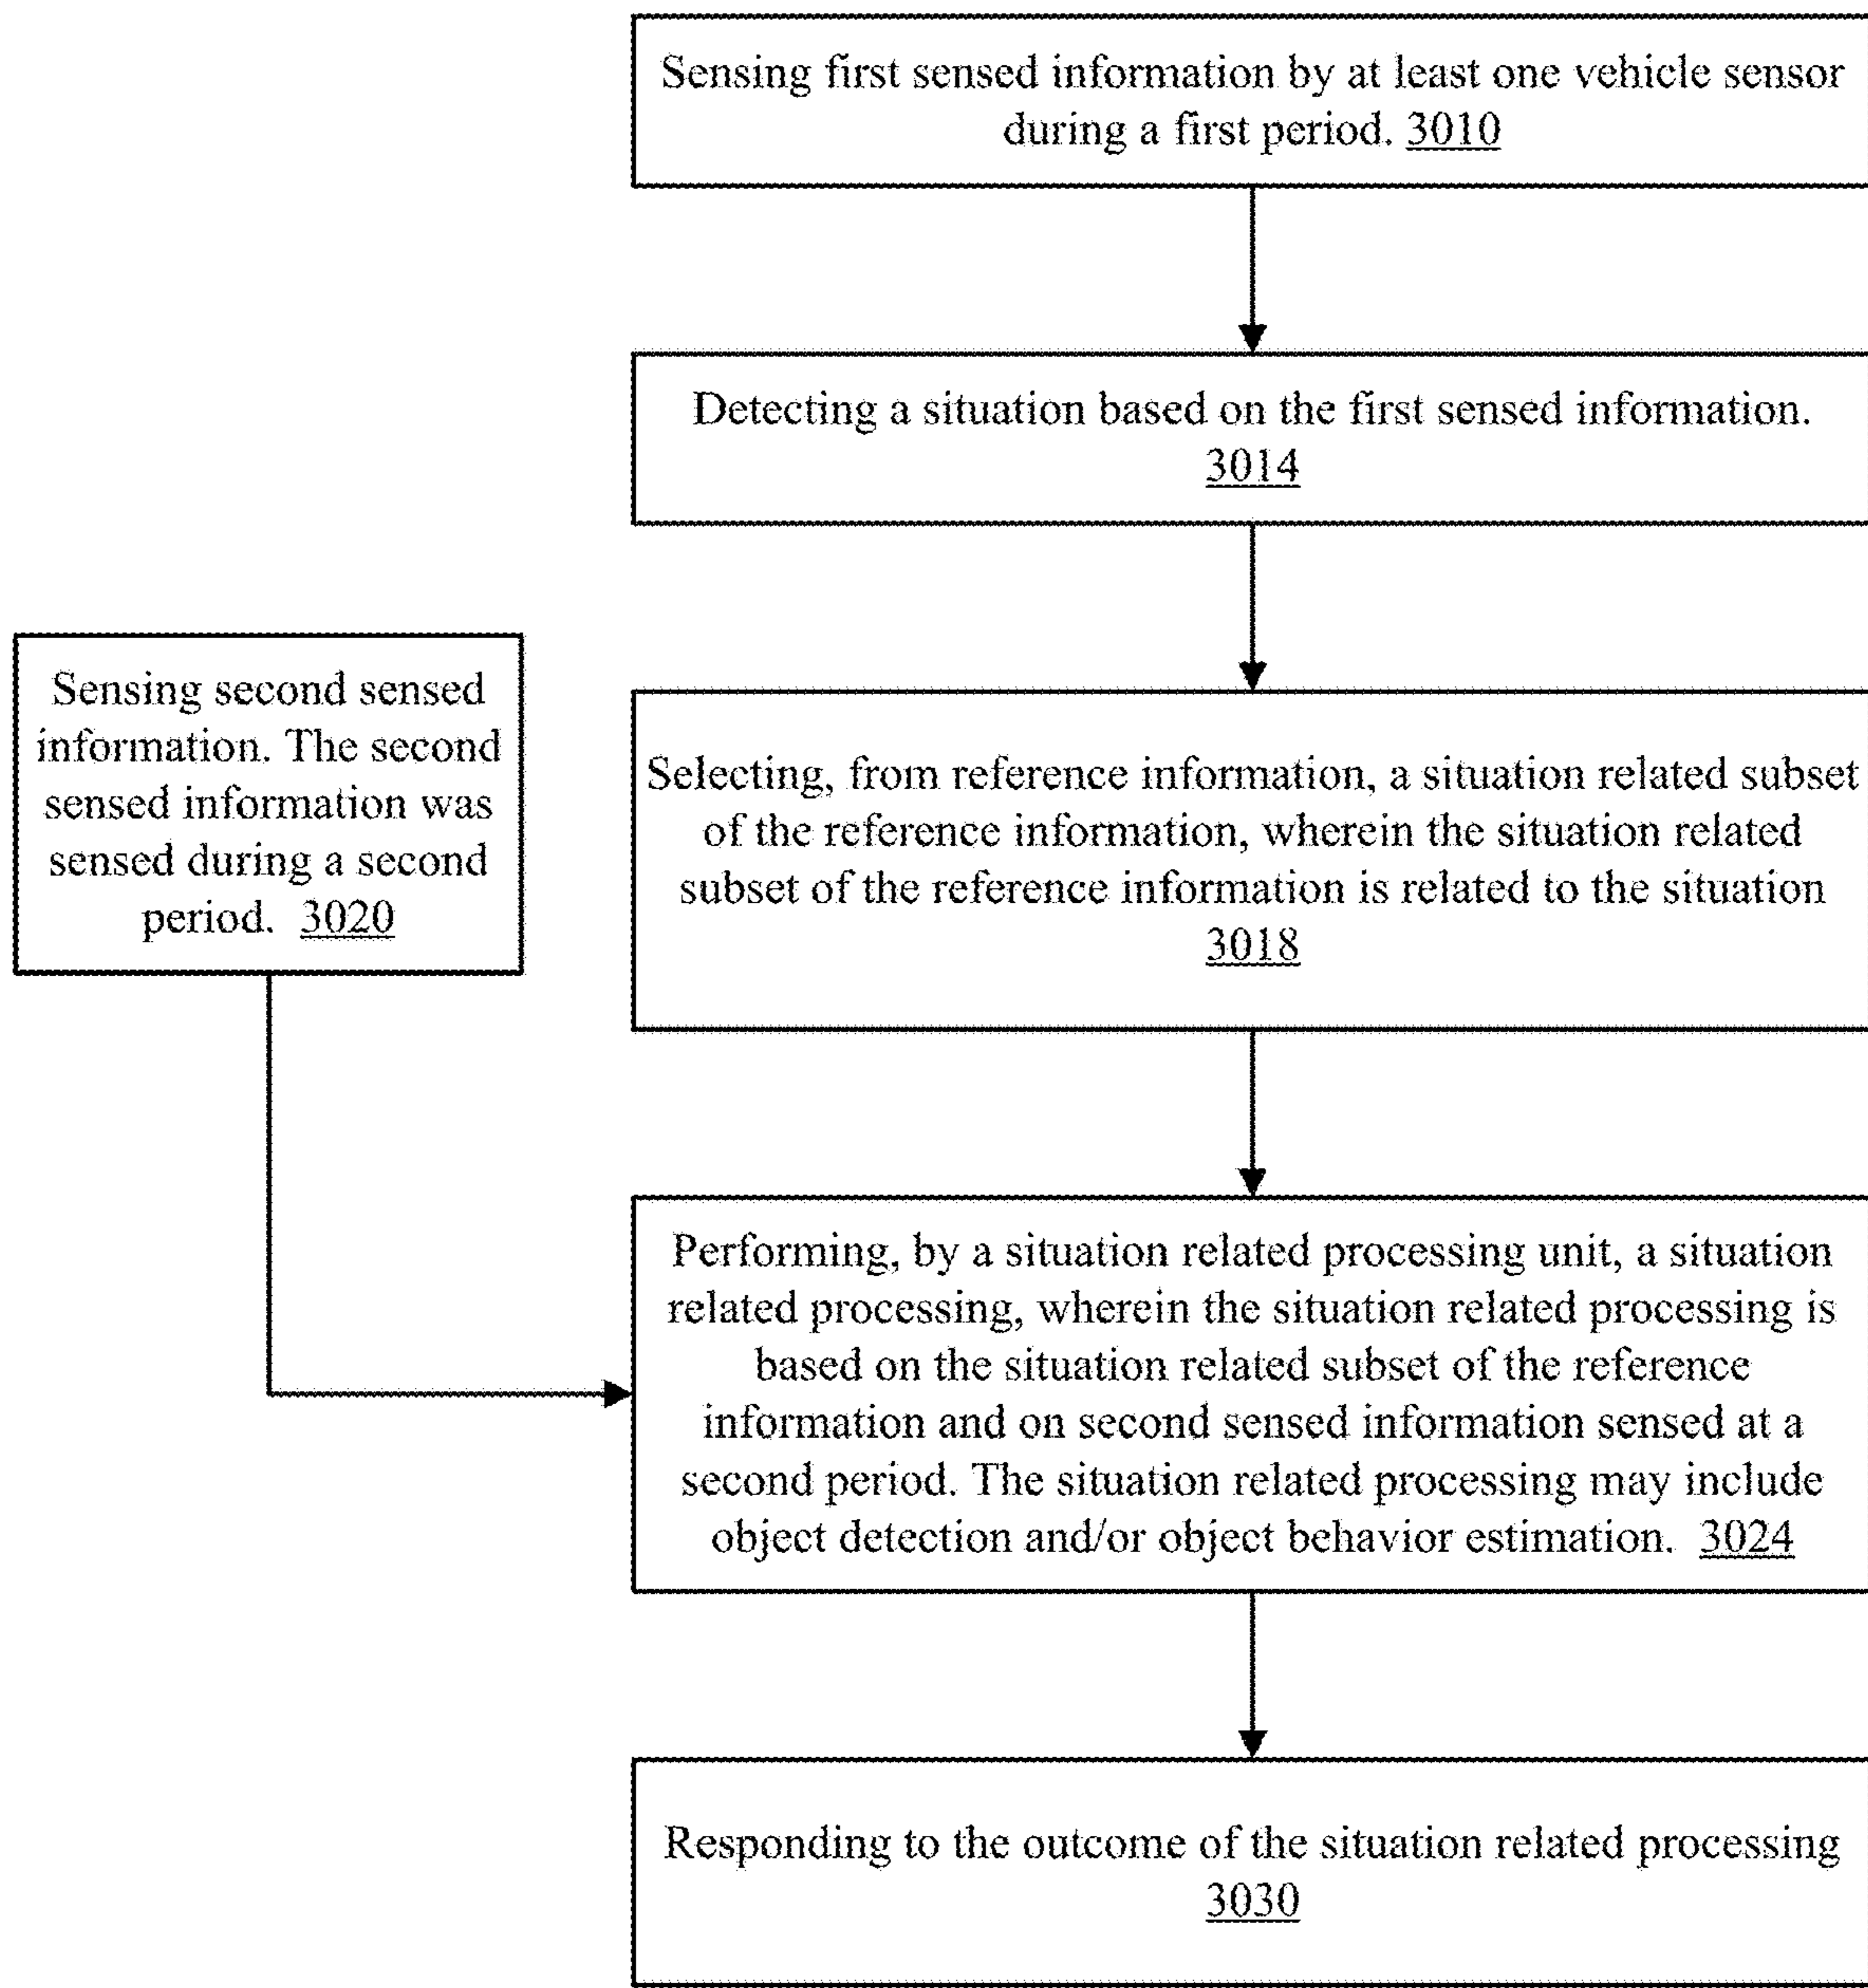 Sensing first sensed information by at least one vehicle sensor
during a first period. 3010
Detecting a situation based on the first sensed information.
3014
Sensing second sensed
information. The second
sensed information was
sensed during a second
period. 3020
Selecting, from reference information, a situation related subset
of the reference information, wherein the situation related
subset of the reference information is related to the situation
3018
Performing, by a situation related processing unit, a situation
related processing, wherein the situation related processing is
based on the situation related subset of the reference
information and on second sensed information sensed at a
second period. The situation related processing may include
object detection and/or object behavior estimation. 3024
Responding to the outcome of the situation related processing
3030